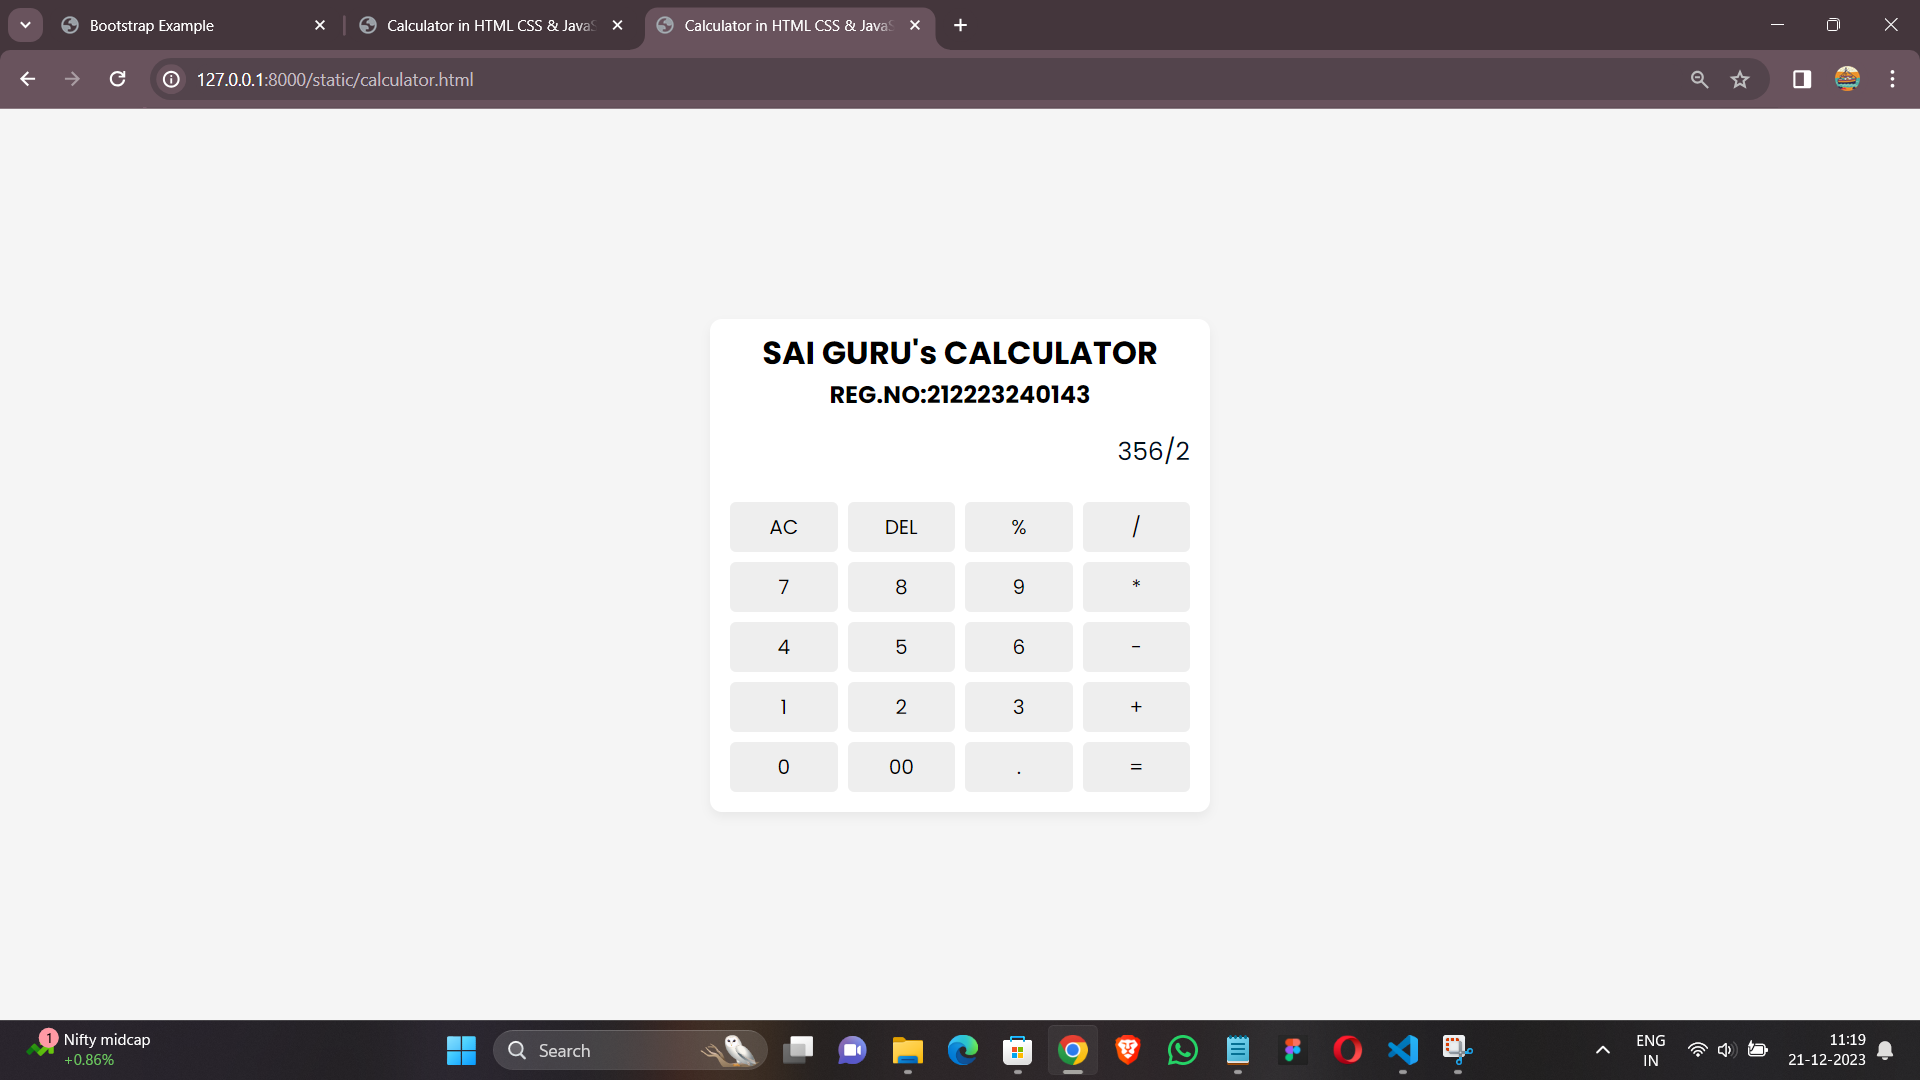 Bootstrap Example
Calculator in HTML CSS & Java
Calculator in HTML CSS & Java
127.0.0.1:8000/static/calculator.html
SAI GURU's CALCULATOR
REG.NO:212223240143
356/2
AC DEL % /
7 8 9 *
4 5 6 -
1 2 3 +
0 00 . =
1
Nifty midcap
+0.86%
Search
ENG
IN
11:19
21-12-2023